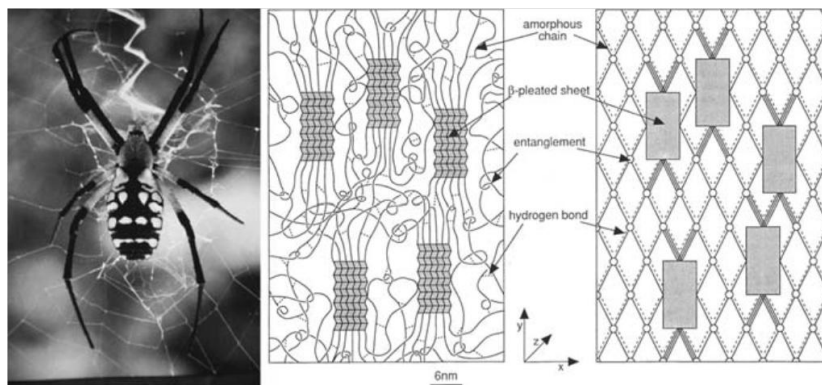 amorphous
chain
β-pleated sheet
entanglement
hydrogen bond
y
z
x
6nm